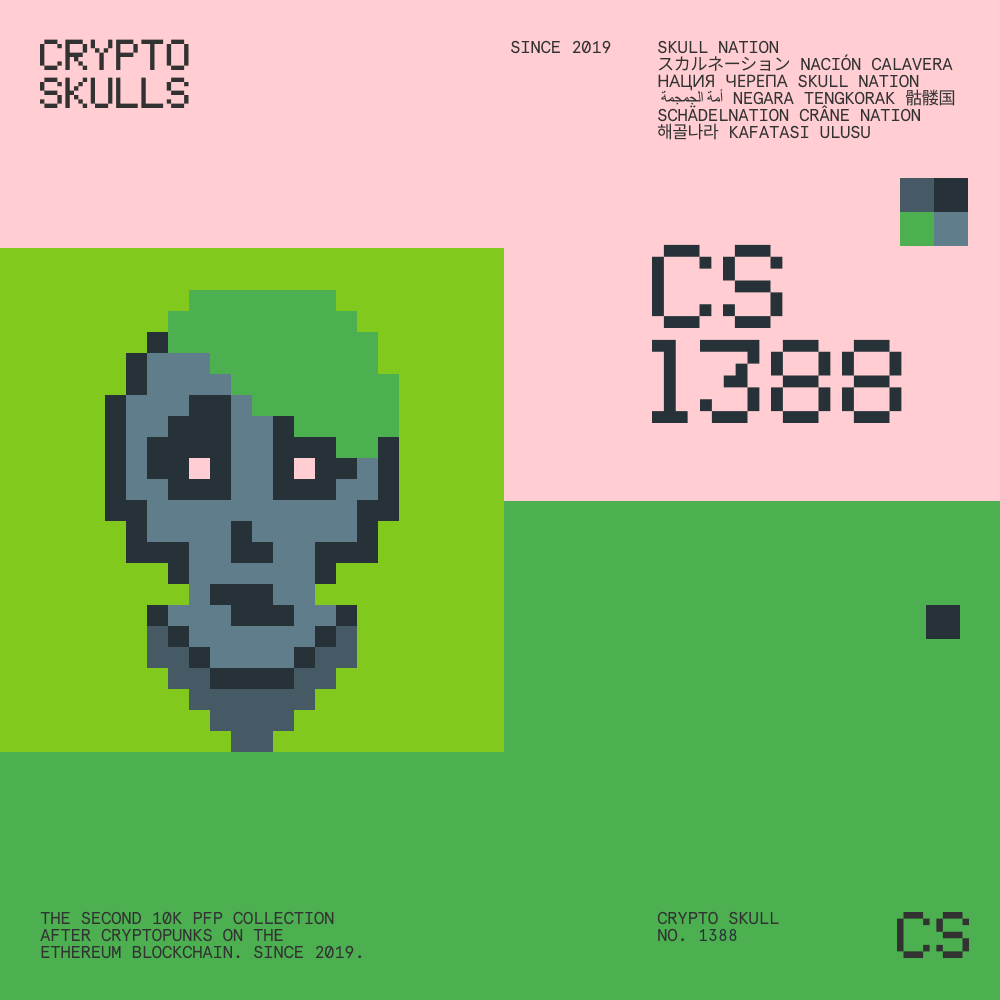 CRYPTO
SKULLS
SINCE 2019
SKULL NATION
スカルネーション NACIÓN CALAVERA
НАЦИЯ ЧЕРЕПА SKULL NATION
أمة الجمجمة NEGARA TENGKORAK 骷髅国
SCHÄDELNATION CRÂNE NATION
해골나라 KAFATASI ULUSU
CS
1388
THE SECOND 10K PFP COLLECTION
AFTER CRYPTOPUNKS ON THE
ETHEREUM BLOCKCHAIN. SINCE 2019.
CRYPTO SKULL
NO. 1388
CS